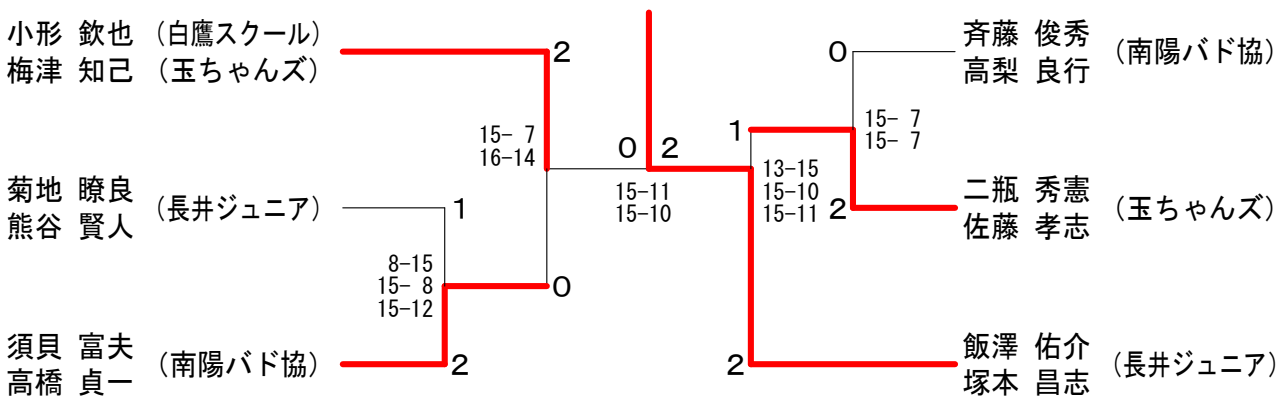 小形 欽也 (白鷹スクール)
梅津 知己 (玉ちゃんズ)
2
15- 7
16-14
菊地 瞭良
熊谷 賢人
(長井ジュニア)
1
8-15
15- 8
15-12
0
須貝 富夫
高橋 貞一
(南陽バド協)
2
0 2
15-11
15-10
斉藤 俊秀
高梨 良行
(南陽バド協)
0
15- 7
15- 7
1
13-15
15-10
15-11
2
二瓶 秀憲
佐藤 孝志
(玉ちゃんズ)
2
飯澤 佑介
塚本 昌志
(長井ジュニア)